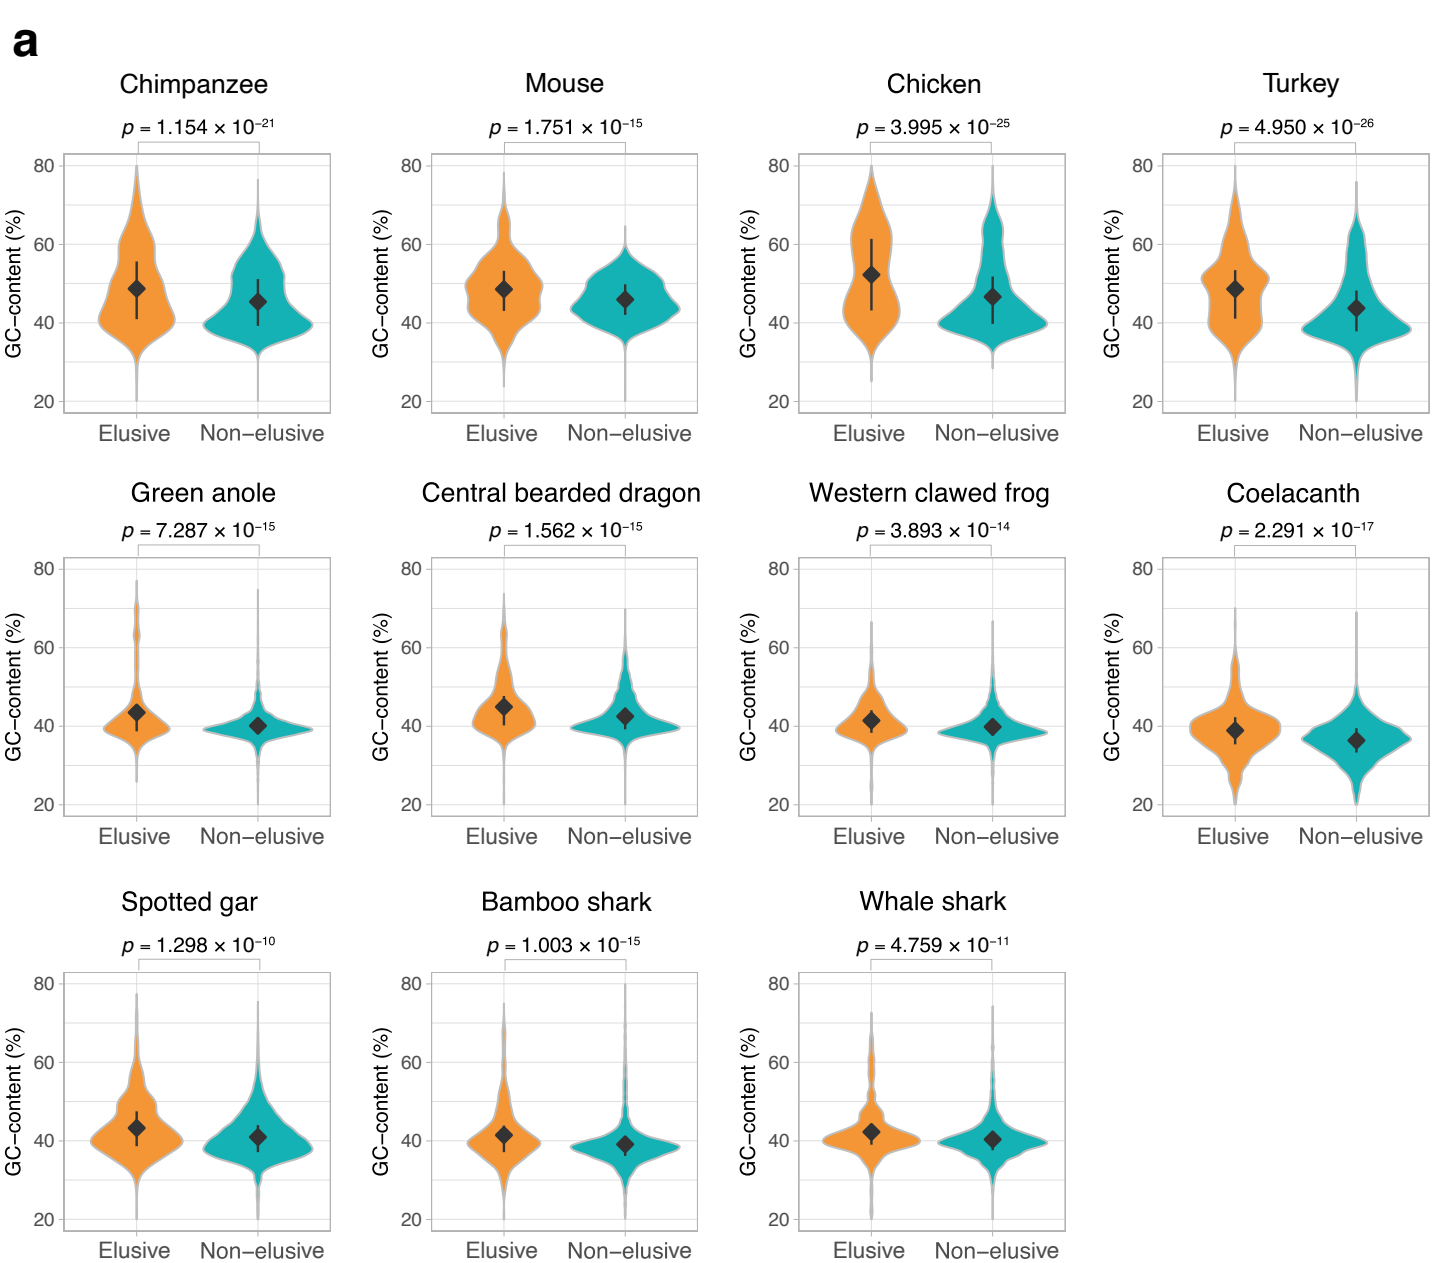 a
Chimpanzee Mouse Chicken Turkey
p = 1.154 × 10⁻²¹ p = 1.751 × 10⁻¹⁵ p = 3.995 × 10⁻²⁵ p = 4.950 × 10⁻²⁶
GC−content (%) GC−content (%) GC−content (%) GC−content (%)
80 80 80 80
60 60 60 60
40 40 40 40
20 20 20 20
Elusive Non−elusive Elusive Non−elusive Elusive Non−elusive Elusive Non−elusive
Green anole Central bearded dragon Western clawed frog Coelacanth
p = 7.287 × 10⁻¹⁵ p = 1.562 × 10⁻¹⁵ p = 3.893 × 10⁻¹⁴ p = 2.291 × 10⁻¹⁷
GC−content (%) GC−content (%) GC−content (%) GC−content (%)
80 80 80 80
60 60 60 60
40 40 40 40
20 20 20 20
Elusive Non−elusive Elusive Non−elusive Elusive Non−elusive Elusive Non−elusive
Spotted gar Bamboo shark Whale shark
p = 1.298 × 10⁻¹⁰ p = 1.003 × 10⁻¹⁵ p = 4.759 × 10⁻¹¹
GC−content (%) GC−content (%) GC−content (%)
80 80 80
60 60 60
40 40 40
20 20 20
Elusive Non−elusive Elusive Non−elusive Elusive Non−elusive